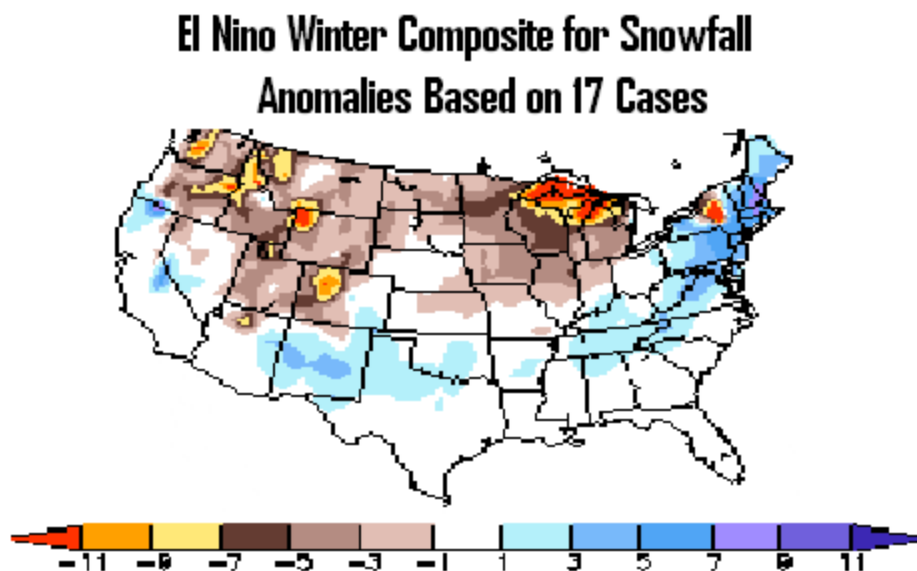 El Nino Winter Composite for Snowfall
Anomalies Based on 17 Cases
-11 -9 -7 -5 -3 -1 1 3 5 7 9 11